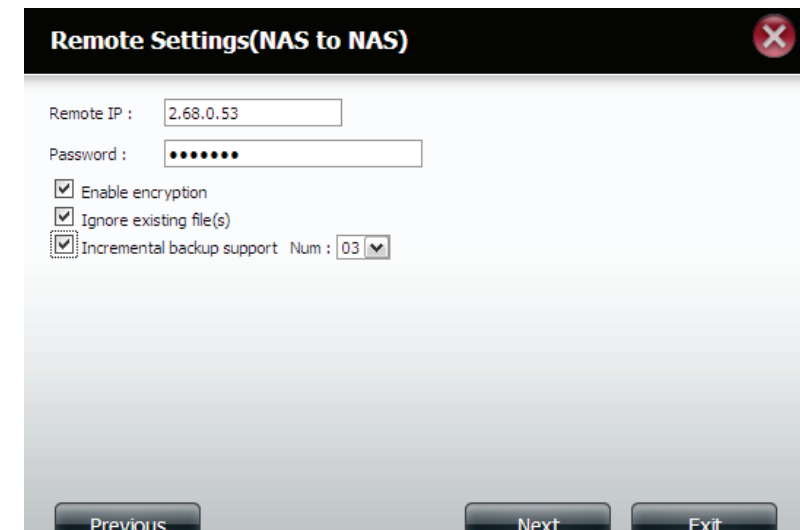 Remote Settings(NAS to NAS)
Remote IP : 2.68.0.53
Password : •••••••
Enable encryption
Ignore existing file(s)
Incremental backup support Num : 03
Previous Next Exit